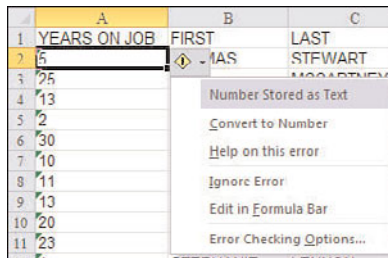 A B C
1 YEARS ON JOB FIRST LAST
2 5 MAS STEWART
3 25
4 13 Number Stored as Text
5 2 Convert to Number
6 30 Help on this error
7 10
8 11 Ignore Error
9 13 Edit in Formula Bar
10 20
11 23 Error Checking Options...